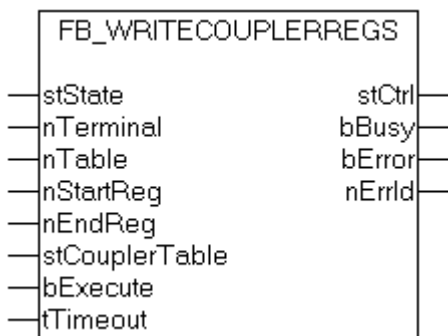 FB_WRITECOUPLERREGS
stState stCtrl
nTerminal bBusy
nTable bError
nStartReg nErrId
nEndReg
stCouplerTable
bExecute
tTimeout